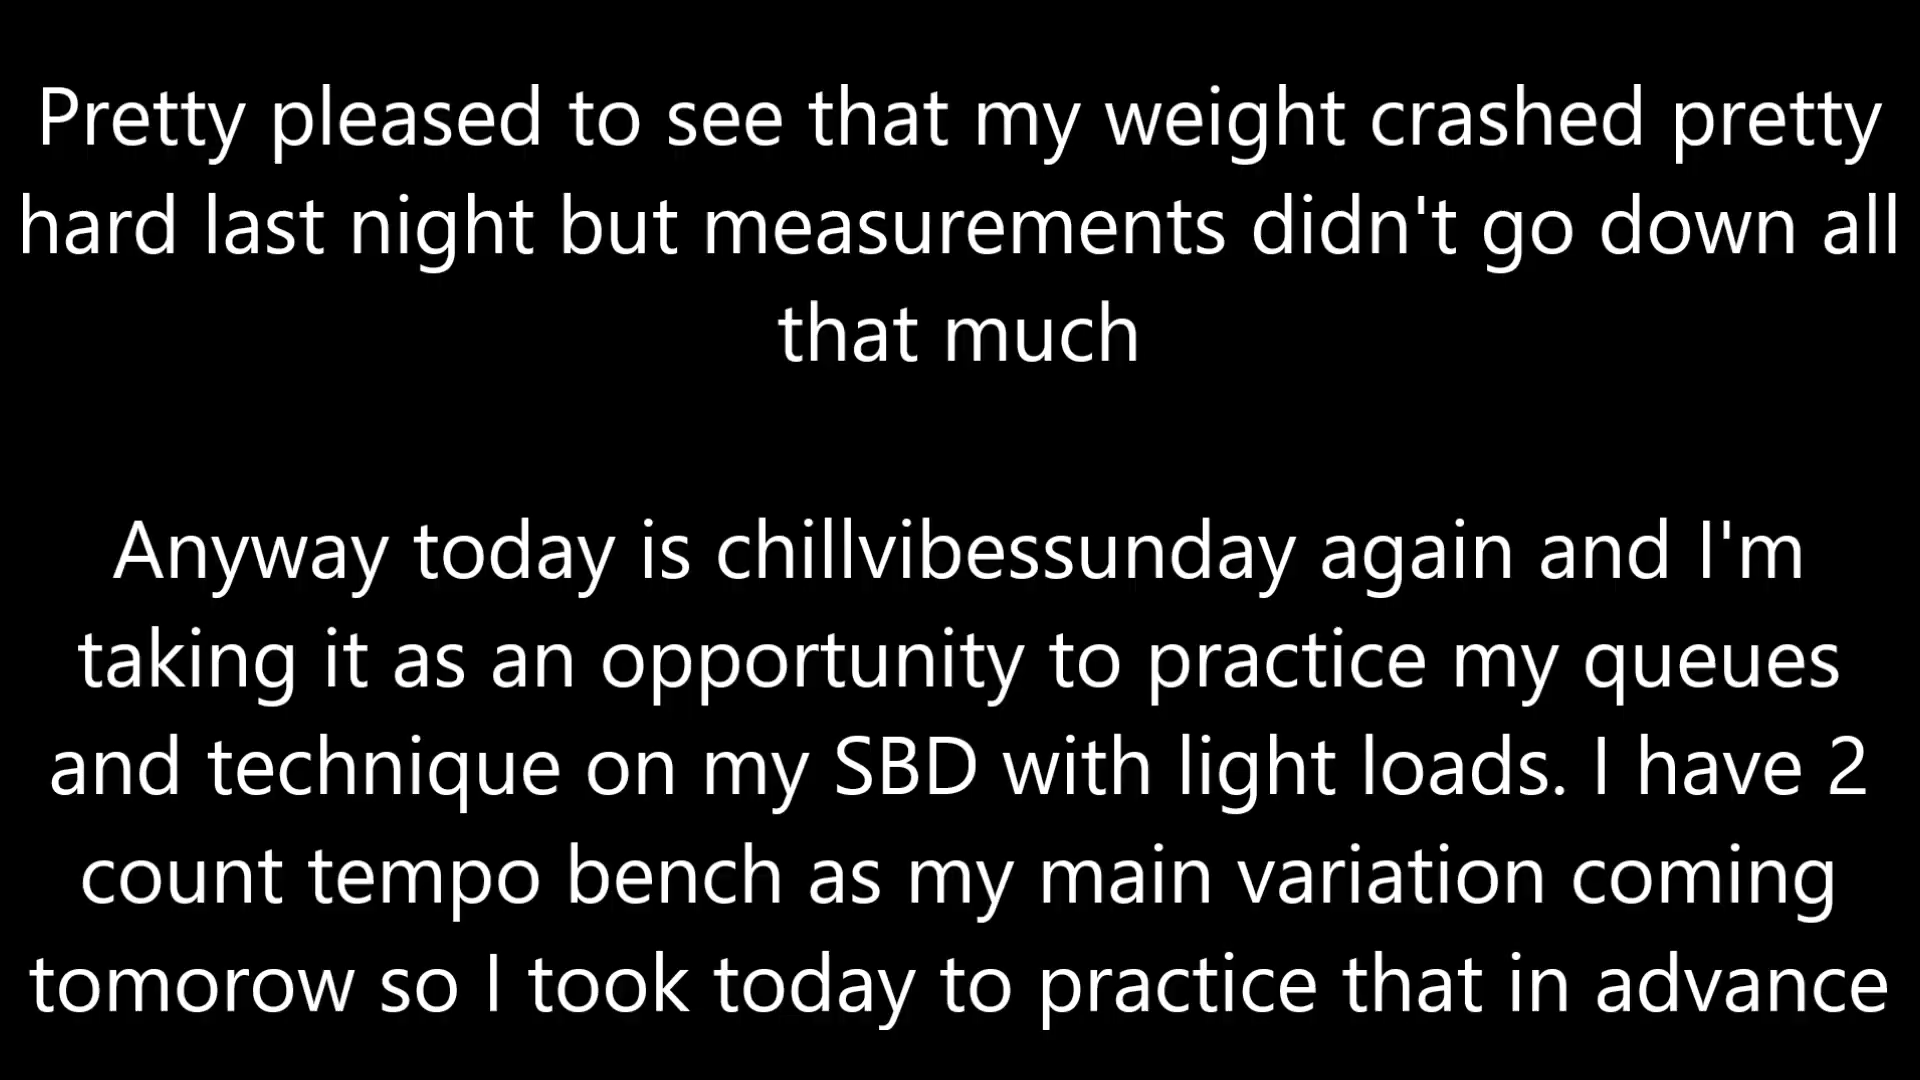 Pretty pleased to see that my weight crashed pretty
hard last night but measurements didn't go down all
that much
Anyway today is chillvibessunday again and I'm
taking it as an opportunity to practice my queues
and technique on my SBD with light loads. I have 2
count tempo bench as my main variation coming
tomorow so I took today to practice that in advance